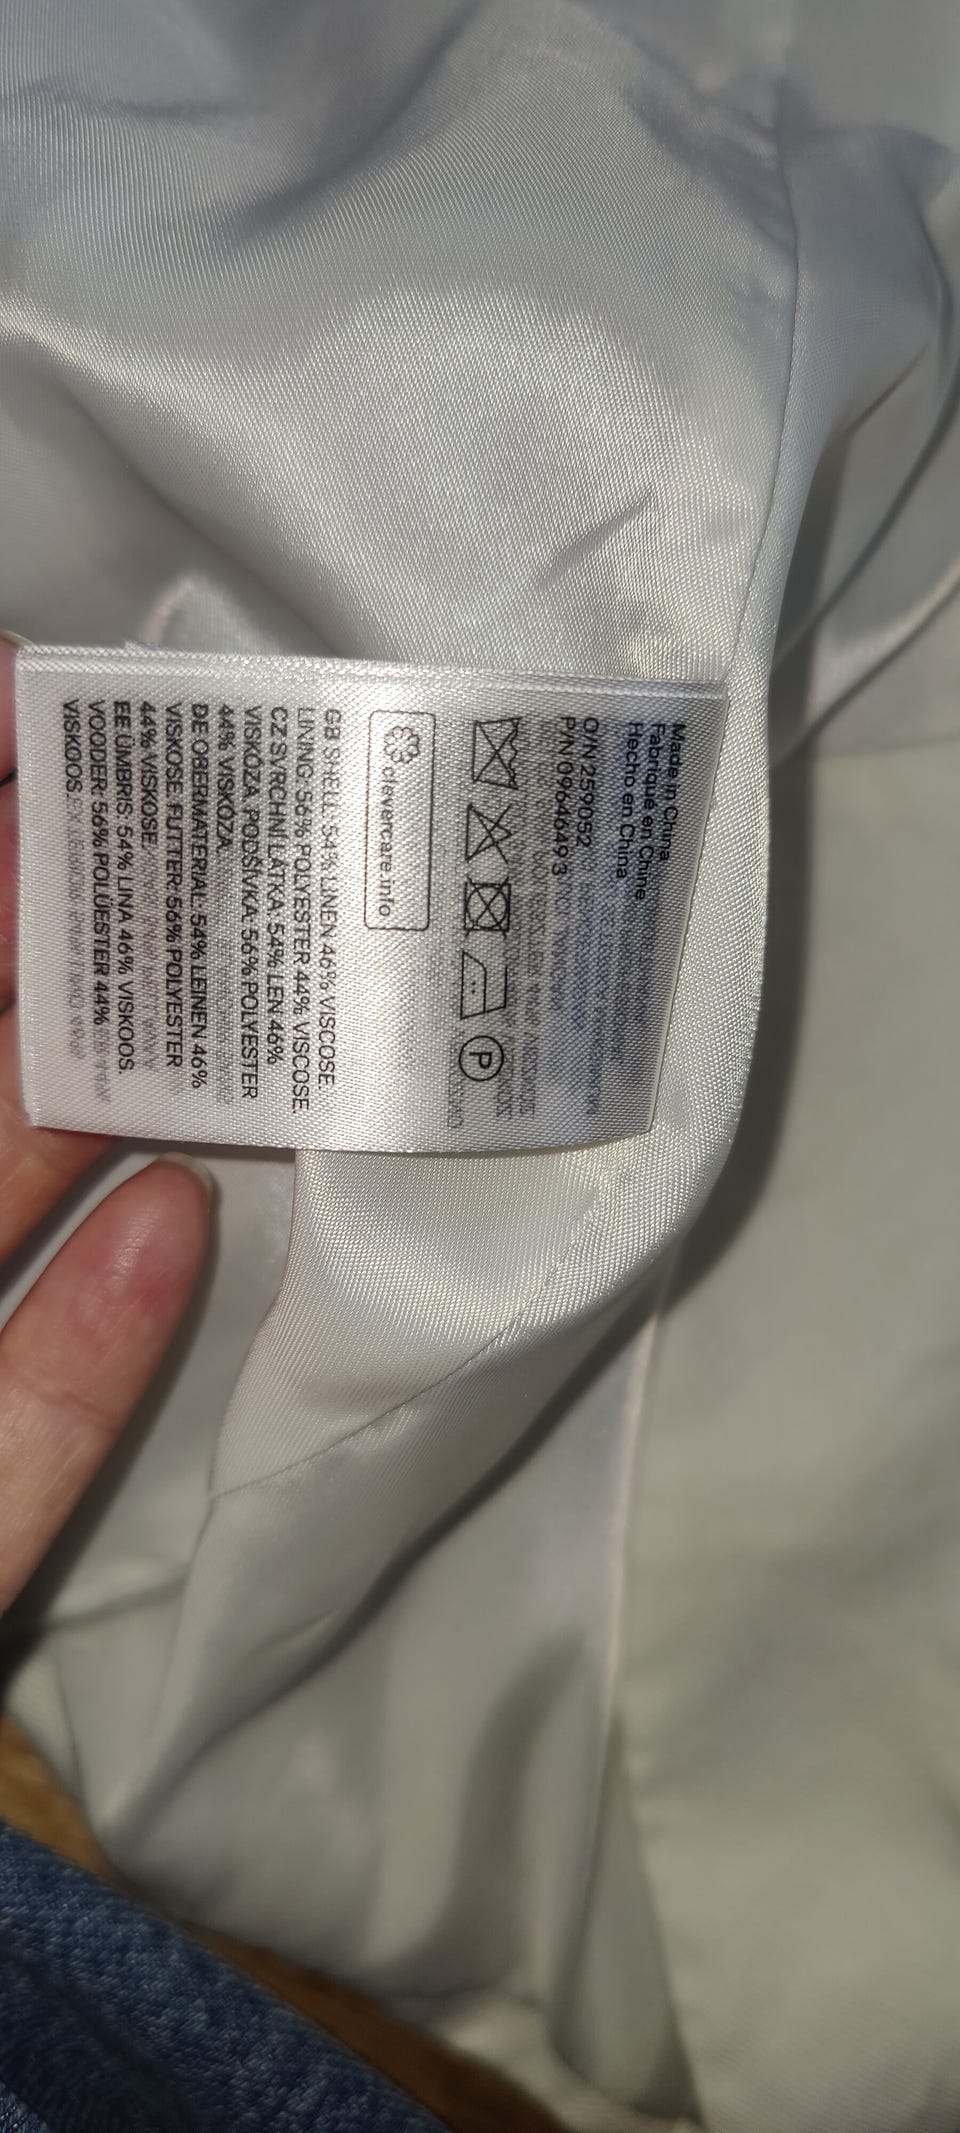 Made in China
Fabriqué en Chine
Hecho en China
O/N 259052
P/N 09646493
P
clevercare.info
GB SHELL: 54% LINEN 46% VISCOSE.
LINING: 56% POLYESTER 44% VISCOSE.
CZ SVRCHNÍ LÁTKA: 54% LEN 46%
VISKÓZA. PODŠÍVKA: 56% POLYESTER
44% VISKÓZA.
DE OBERMATERIAL: 54% LEINEN 46%
VISKOSE. FUTTER: 56% POLYESTER
44% VISKOSE.
EE ÜMBRIS: 54% LINA 46% VISKOOS.
VOODER: 56% POLÜESTER 44%
VISKOOS.